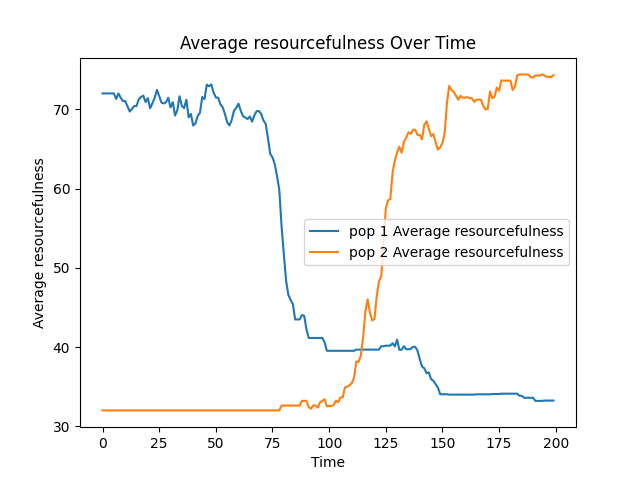 Average resourcefulness Over Time
Average resourcefulness
70
60
50
40
30
pop 1 Average resourcefulness
pop 2 Average resourcefulness
0 25 50 75 100 125 150 175 200
Time